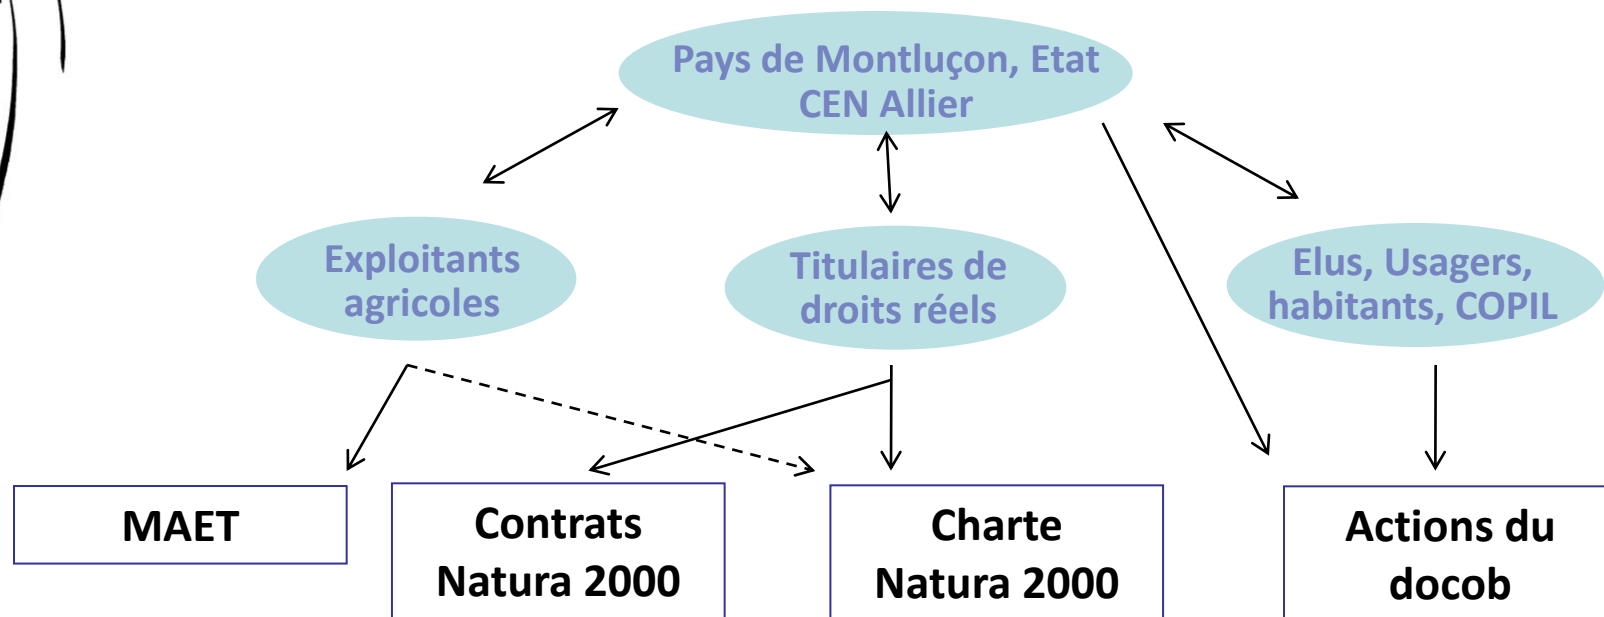 Pays de Montluçon, Etat
CEN Allier
Exploitants
agricoles
Titulaires de
droits réels
Elus, Usagers,
habitants, COPIL
MAET
Contrats
Natura 2000
Charte
Natura 2000
Actions du
docob